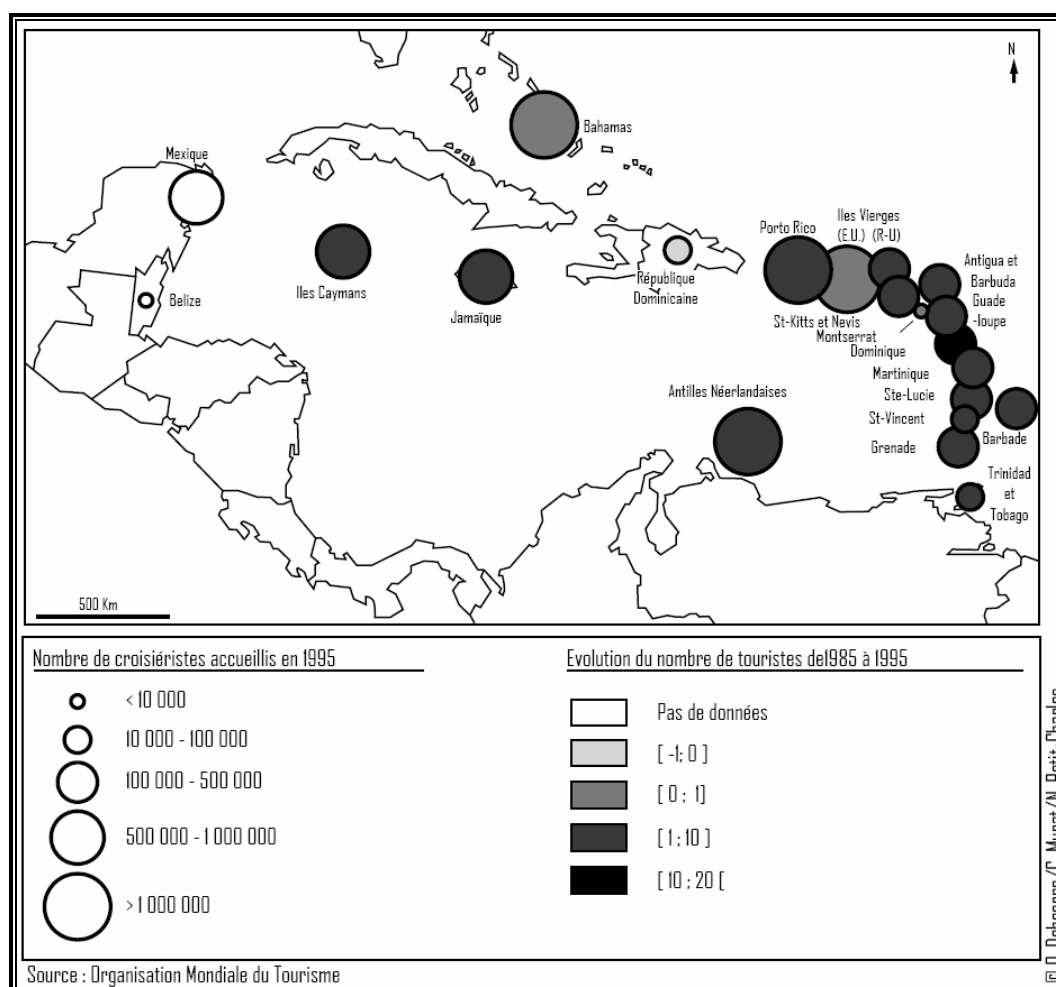 N
Bahamas
Mexique
Iles Vierges
(E.U.) (R-U)
Porto Rico
Antigua et
Barbuda
Guade
-loupe
Iles Caymans
République
Dominicaine
Belize
Jamaïque
St-Kitts et Nevis
Montserrat
Dominique
Martinique
Antilles Néerlandaises
Ste-Lucie
St-Vincent
Barbade
Grenade
Trinidad
et
Tobago
500 Km
Nombre de croisiéristes accueillis en 1995
< 10 000
10 000 - 100 000
100 000 - 500 000
500 000 - 1 000 000
> 1 000 000
Evolution du nombre de touristes de1985 à 1995
Pas de données
[ -1; 0 ]
[ 0 ; 1]
[ 1 ; 10 ]
[ 10 ; 20 [
Source : Organisation Mondiale du Tourisme